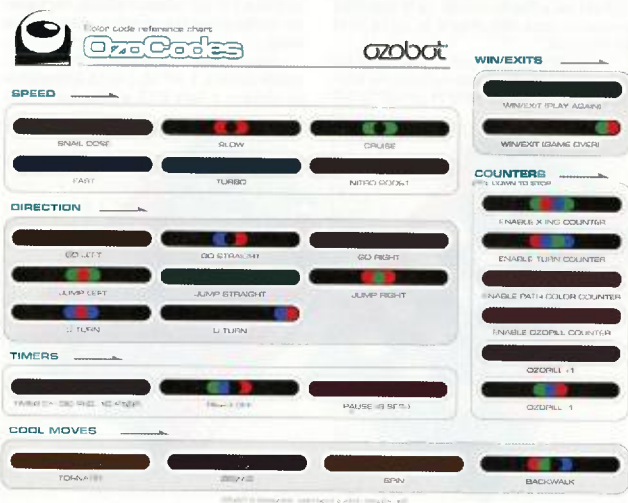 Color code reference chart
OzoCodes
ozobot
SPEED
SNAIL DOSE
SLOW
CRUISE
FAST
TURBO
NITRO BOOST
DIRECTION
GO LEFT
GO STRAIGHT
GO RIGHT
JUMP LEFT
JUMP STRAIGHT
JUMP RIGHT
U TURN
U TURN
TIMERS
PAUSE (3 SEC.)
COOL MOVES
TORNADO
ZIGZAG
SPIN
BACKWALK
WIN/EXITS
WIN/EXIT (PLAY AGAIN)
WIN/EXIT (GAME OVER)
COUNTERS
DOWN TO STOP
ENABLE X-ING COUNTER
ENABLE TURN COUNTER
ENABLE PATH COLOR COUNTER
ENABLE OZOPILL COUNTER
OZOPILL +1
OZOPILL -1